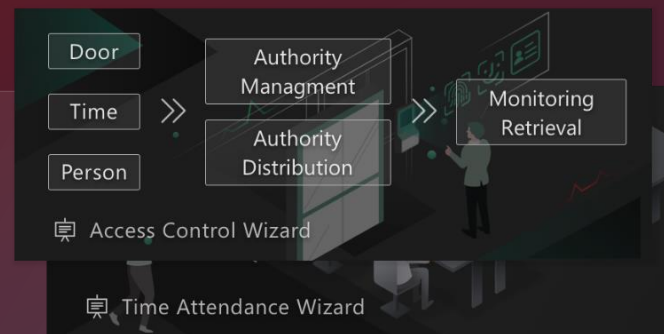 Door
Time
Person
Authority
Managment
Authority
Distribution
Monitoring
Retrieval
Access Control Wizard
Time Attendance Wizard